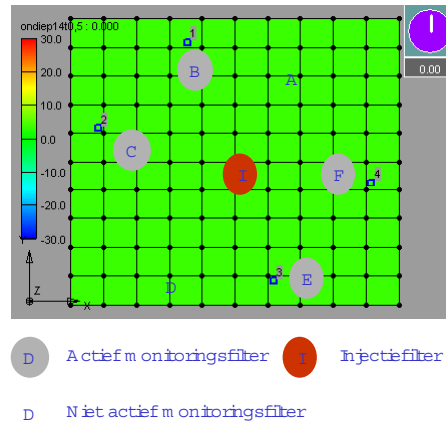 ondiep14t0,5 : 0.000
30.0
20.0
10.0
0.0
-10.0
-20.0
-30.0
0.00
1
B
A
2
C
I
F
4
3
E
D
Y
Z
X
D Actief monitoringsfilter I Injectiefilter
D Niet actief monitoringsfilter